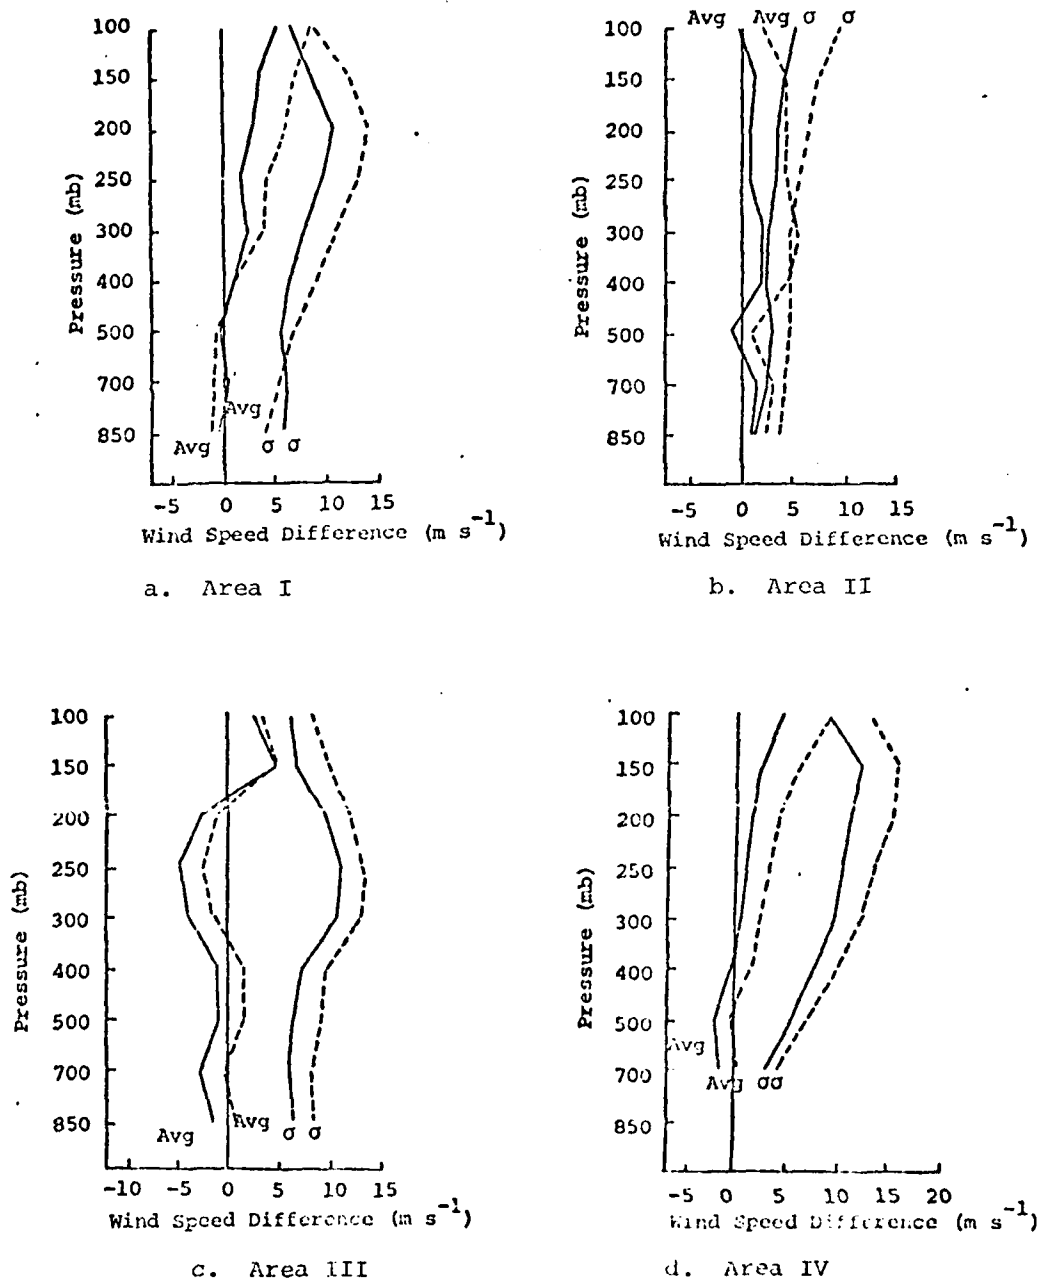 Avg Avg σ σ
100
150
200
250
300
400
500
700
850
Pressure (mb)
Avg
Avg
σ σ
-5 0 5 10 15
Wind Speed Difference (m s-1)
a. Area I
100
150
200
250
300
400
500
700
850
Pressure (mb)
-5 0 5 10 15
Wind Speed Difference (m s-1)
b. Area II
100
150
200
250
300
400
500
700
850
Pressure (mb)
Avg
Avg
σ σ
-10 -5 0 5 10 15
Wind Speed Difference (m s-1)
c. Area III
100
150
200
250
300
400
500
700
850
Pressure (mb)
Avg
Avg σσ
-5 0 5 10 15 20
Wind Speed Difference (m s-1)
d. Area IV